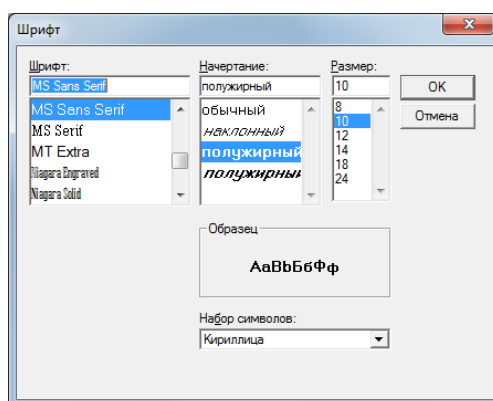 Шрифт
Шрифт:
MS Sans Serif
MS Sans Serif
MS Serif
MT Extra
Niagara Engraved
Niagara Solid
Начертание:
полужирный
обычный
наклонный
полужирный
полужирный
Размер:
10
8
10
12
14
18
24
OK
Отмена
Образец
АаBbБбФф
Набор символов:
Кириллица